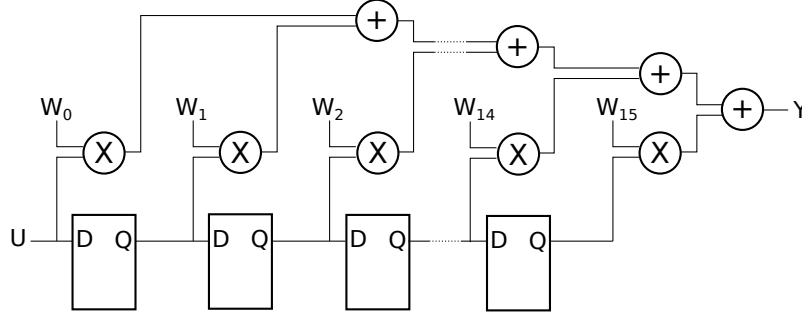 +
+
+
W₀ W₁ W₂ W₁₄ W₁₅
+ Y
X X X X X
U D Q D Q D Q D Q